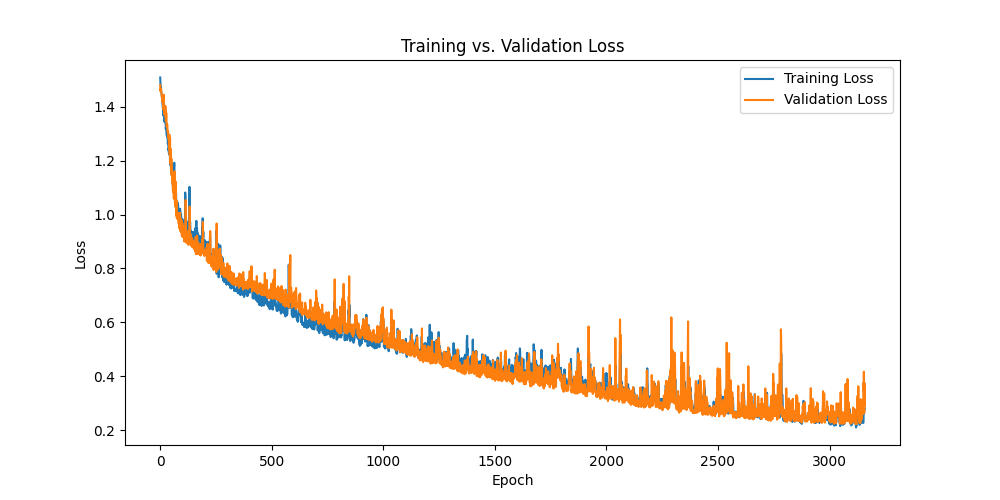 Training vs. Validation Loss
Training Loss
Validation Loss
1.4
1.2
1.0
0.8
0.6
0.4
0.2
Loss
0 500 1000 1500 2000 2500 3000
Epoch